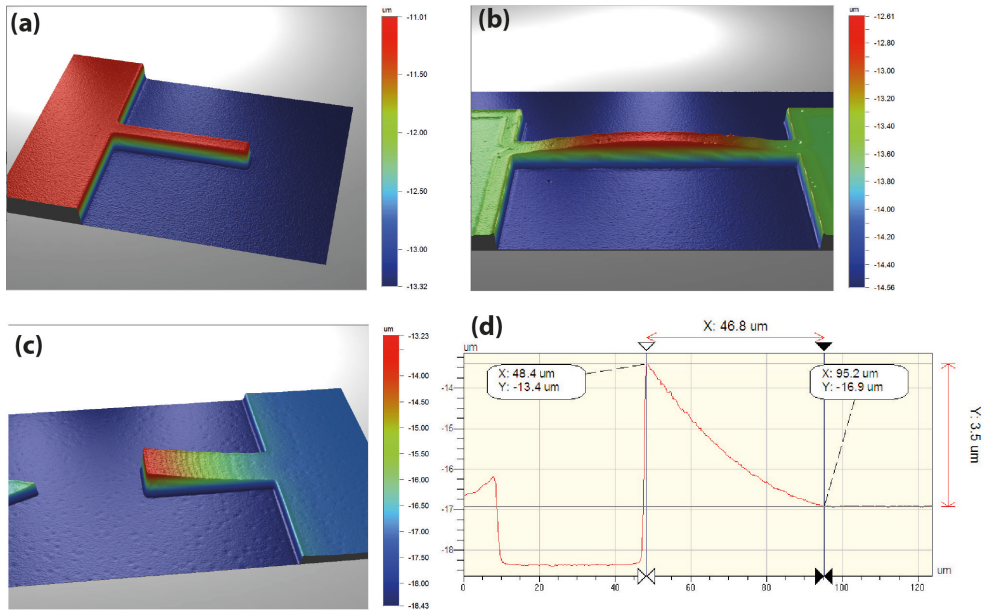 (a)
um
-11.01
-11.50
-12.00
-12.50
-13.00
-13.32
(b)
um
-12.61
-12.80
-13.00
-13.20
-13.40
-13.60
-13.80
-14.00
-14.20
-14.40
-14.56
(c)
um
-13.23
-14.00
-14.50
-15.00
-15.50
-16.00
-16.50
-17.00
-17.50
-18.00
-18.43
(d)
X: 46.8 um
um
X: 48.4 um
Y: -13.4 um
X: 95.2 um
Y: -16.9 um
Y: 3.5 um
-14
-15
-16
-17
-18
0 20 40 60 80 100 120
um